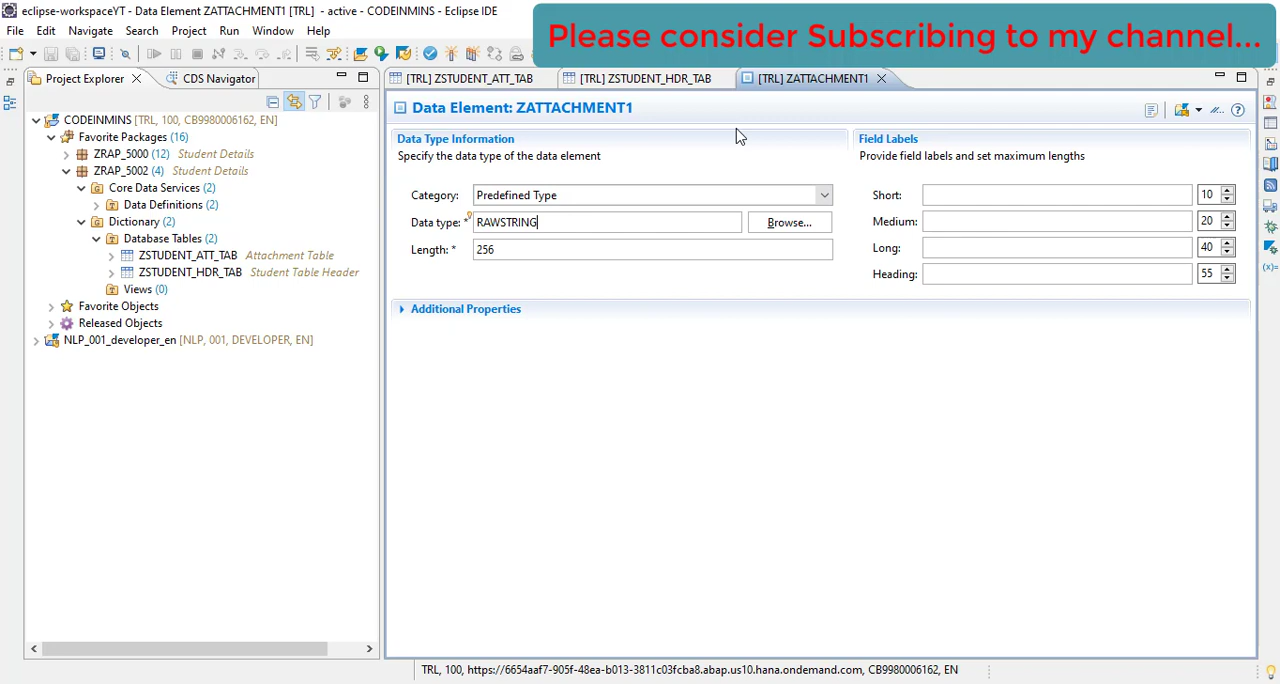 eclipse-workspaceYT - Data Element ZATTACHMENT1 [TRL] - active - CODEINMINS - Eclipse IDE
Please consider Subscribing to my channel...
File Edit Navigate Search Project Run Window Help
Project Explorer CDS Navigator
[TRL] ZSTUDENT_ATT_TAB [TRL] ZSTUDENT_HDR_TAB [TRL] ZATTACHMENT1
CODEINMINS [TRL, 100, CB9980006162, EN]
Favorite Packages (16)
ZRAP_5000 (12) Student Details
ZRAP_5002 (4) Student Details
Core Data Services (2)
Data Definitions (2)
Dictionary (2)
Database Tables (2)
ZSTUDENT_ATT_TAB Attachment Table
ZSTUDENT_HDR_TAB Student Table Header
Views (0)
Favorite Objects
Released Objects
NLP_001_developer_en [NLP, 001, DEVELOPER, EN]
Data Element: ZATTACHMENT1
Data Type Information
Specify the data type of the data element
Category: Predefined Type
Data type: * RAWSTRING Browse...
Length: * 256
Additional Properties
Field Labels
Provide field labels and set maximum lengths
Short: 10
Medium: 20
Long: 40
Heading: 55
TRL, 100, https://6654aaf7-905f-48ea-b013-3811c03fcba8.abap.us10.hana.ondemand.com, CB9980006162, EN